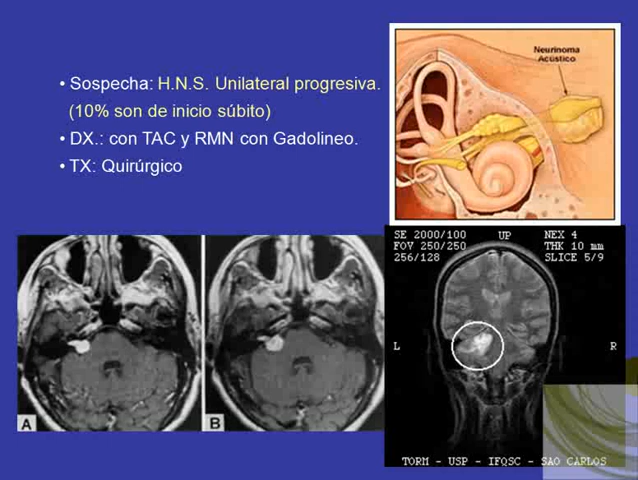 • Sospecha: H.N.S. Unilateral progresiva.
(10% son de inicio súbito)
• DX.: con TAC y RMN con Gadolineo.
• TX: Quirúrgico
Neurinoma
Acústico
SE 2000/100 UP NEX 4
FOV 250/250 THK 10 mm
256/128 SLICE 5/9
L R
TORM - USP - IFQSC - SAO CARLOS
A B